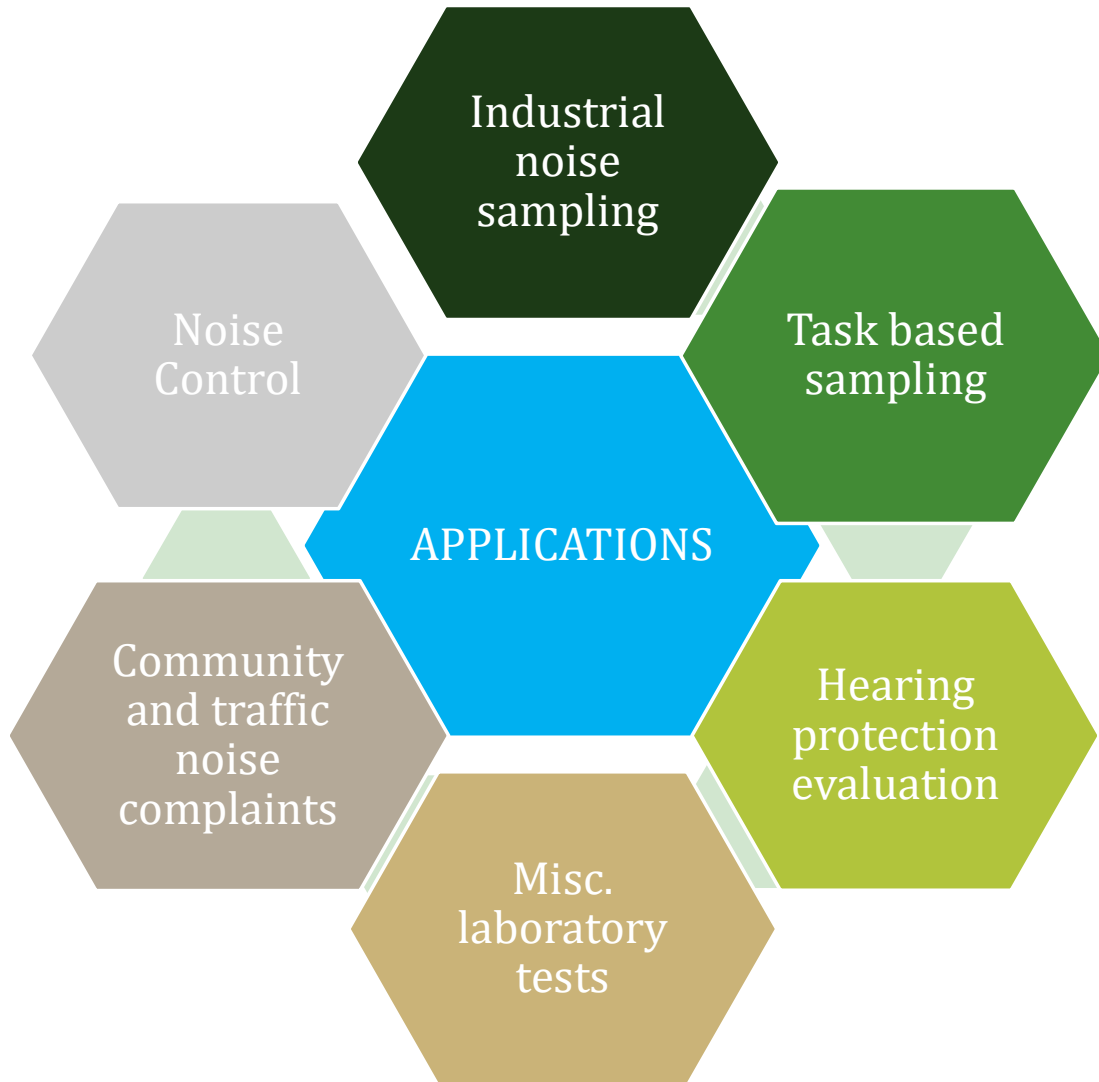 Industrial
noise
sampling
Task based
sampling
Hearing
protection
evaluation
Misc.
laboratory
tests
Community
and traffic
noise
complaints
Noise
Control
APPLICATIONS